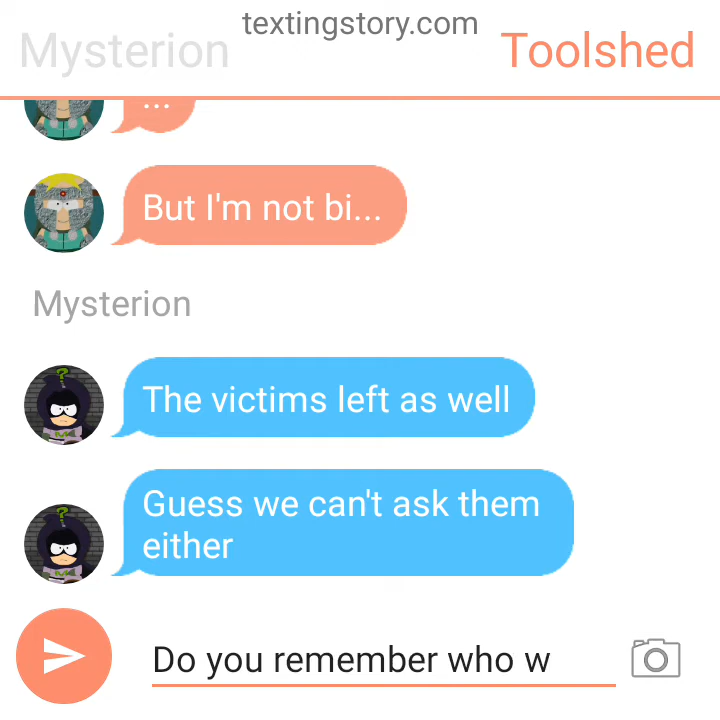 textingstory.com
Mysterion
Toolshed
...
But I'm not bi...
Mysterion
The victims left as well
Guess we can't ask them
either
Do you remember who w